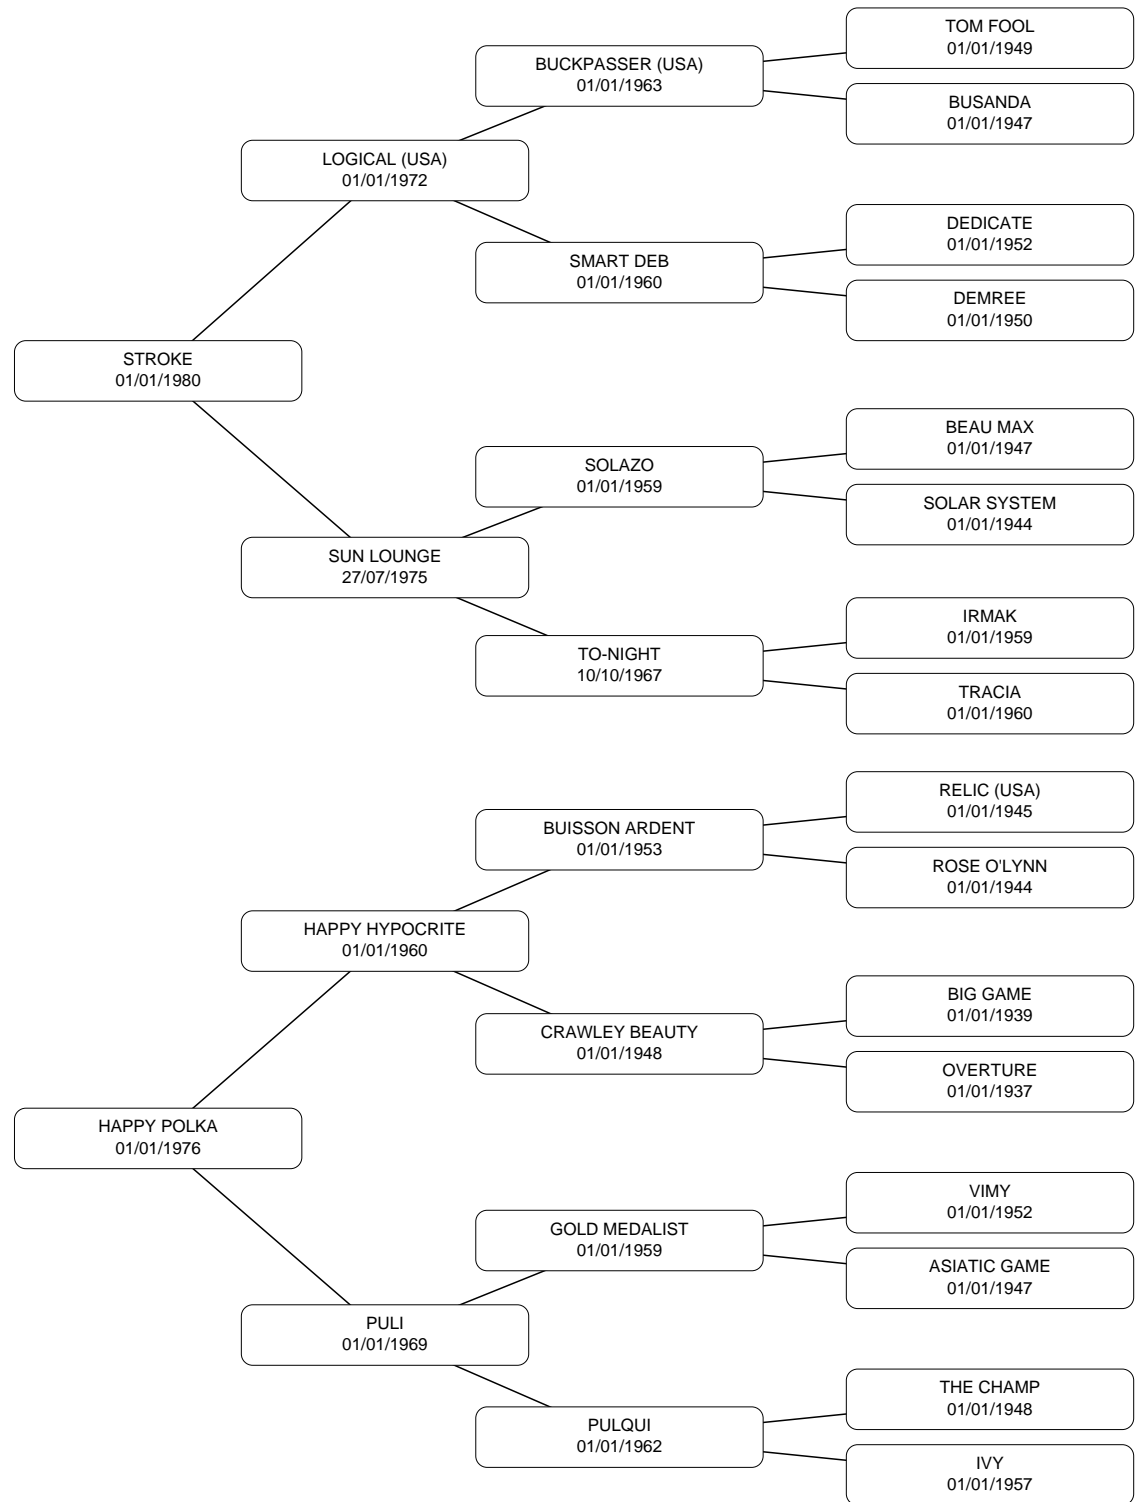 TOM FOOL
01/01/1949
BUCKPASSER (USA)
01/01/1963
BUSANDA
01/01/1947
LOGICAL (USA)
01/01/1972
DEDICATE
01/01/1952
SMART DEB
01/01/1960
DEMREE
01/01/1950
STROKE
01/01/1980
BEAU MAX
01/01/1947
SOLAZO
01/01/1959
SOLAR SYSTEM
01/01/1944
SUN LOUNGE
27/07/1975
IRMAK
01/01/1959
TO-NIGHT
10/10/1967
TRACIA
01/01/1960
RELIC (USA)
01/01/1945
BUISSON ARDENT
01/01/1953
ROSE O'LYNN
01/01/1944
HAPPY HYPOCRITE
01/01/1960
BIG GAME
01/01/1939
CRAWLEY BEAUTY
01/01/1948
OVERTURE
01/01/1937
HAPPY POLKA
01/01/1976
VIMY
01/01/1952
GOLD MEDALIST
01/01/1959
ASIATIC GAME
01/01/1947
PULI
01/01/1969
THE CHAMP
01/01/1948
PULQUI
01/01/1962
IVY
01/01/1957